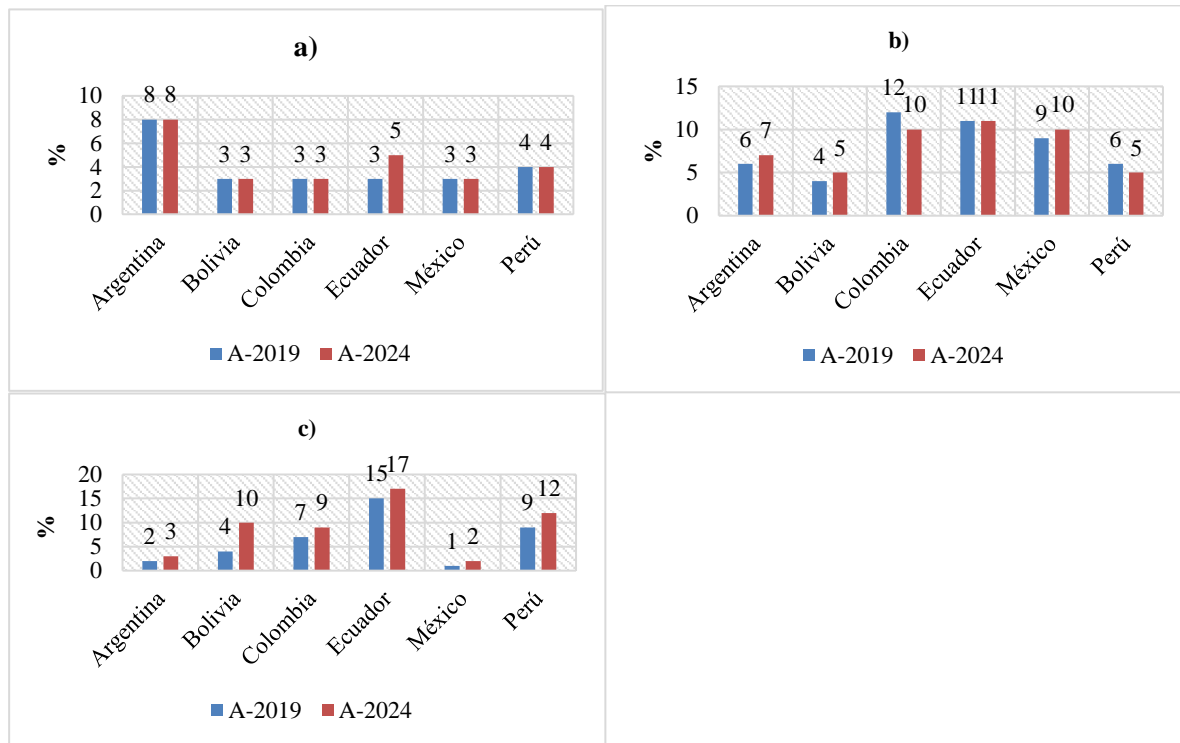 a)
10
8
6
4
2
0
%
8 8
3 3
3 3
3 5
3 3
4 4
Argentina
Bolivia
Colombia
Ecuador
México
Perú
A-2019 A-2024
b)
15
10
5
0
%
6 7
4 5
12 10
11 11
9 10
6 5
Argentina
Bolivia
Colombia
Ecuador
México
Perú
A-2019 A-2024
c)
20
15
10
5
0
%
2 3
4 10
7 9
15 17
1 2
9 12
Argentina
Bolivia
Colombia
Ecuador
México
Perú
A-2019 A-2024